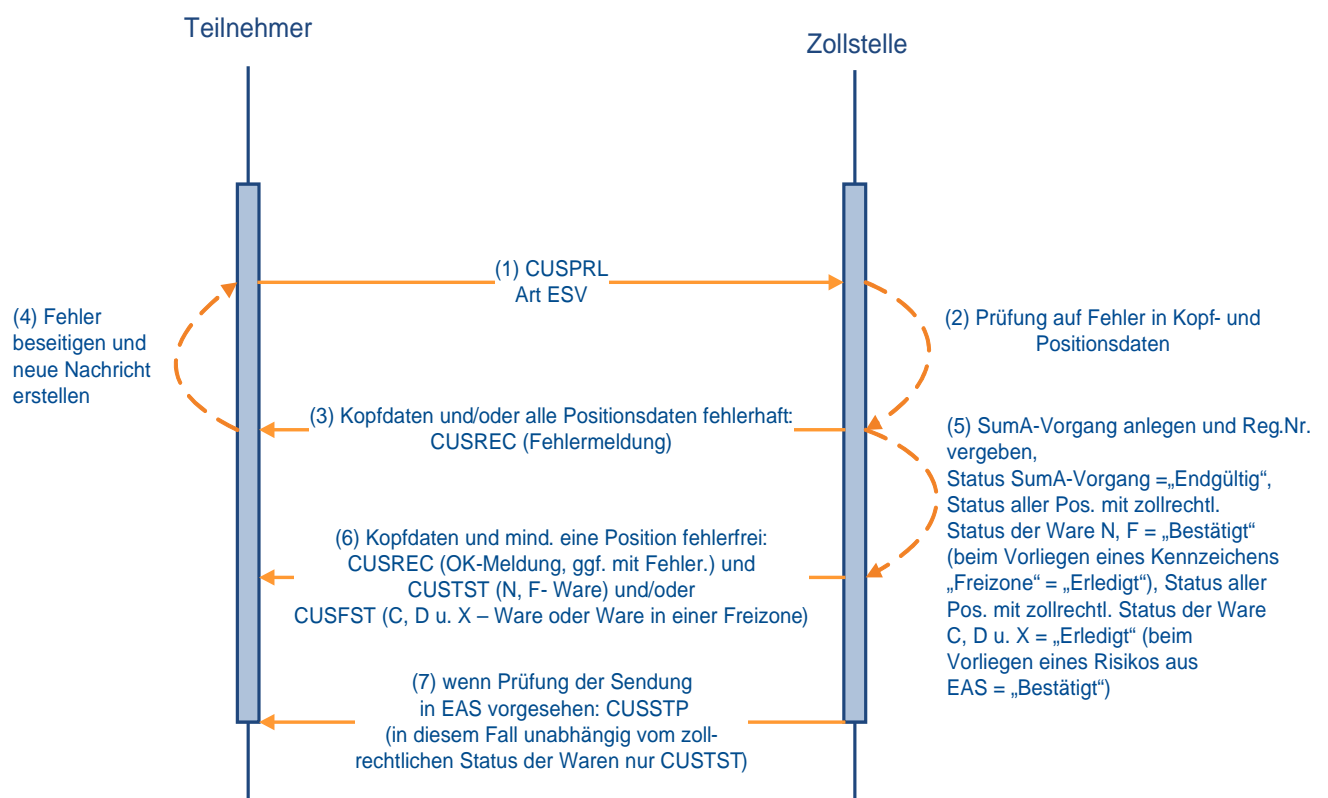 Teilnehmer
Zollstelle
(1) CUSPRL
Art ESV
(4) Fehler
beseitigen und
neue Nachricht
erstellen
(2) Prüfung auf Fehler in Kopf- und
Positionsdaten
(3) Kopfdaten und/oder alle Positionsdaten fehlerhaft:
CUSREC (Fehlermeldung)
(5) SumA-Vorgang anlegen und Reg.Nr.
vergeben,
Status SumA-Vorgang =„Endgültig“,
Status aller Pos. mit zollrechtl.
Status der Ware N, F = „Bestätigt“
(beim Vorliegen eines Kennzeichens
„Freizone“ = „Erledigt“), Status aller
Pos. mit zollrechtl. Status der Ware
C, D u. X = „Erledigt“ (beim
Vorliegen eines Risikos aus
EAS = „Bestätigt“)
(6) Kopfdaten und mind. eine Position fehlerfrei:
CUSREC (OK-Meldung, ggf. mit Fehler.) und
CUSTST (N, F- Ware) und/oder
CUSFST (C, D u. X – Ware oder Ware in einer Freizone)
(7) wenn Prüfung der Sendung
in EAS vorgesehen: CUSSTP
(in diesem Fall unabhängig vom zoll-
rechtlichen Status der Waren nur CUSTST)